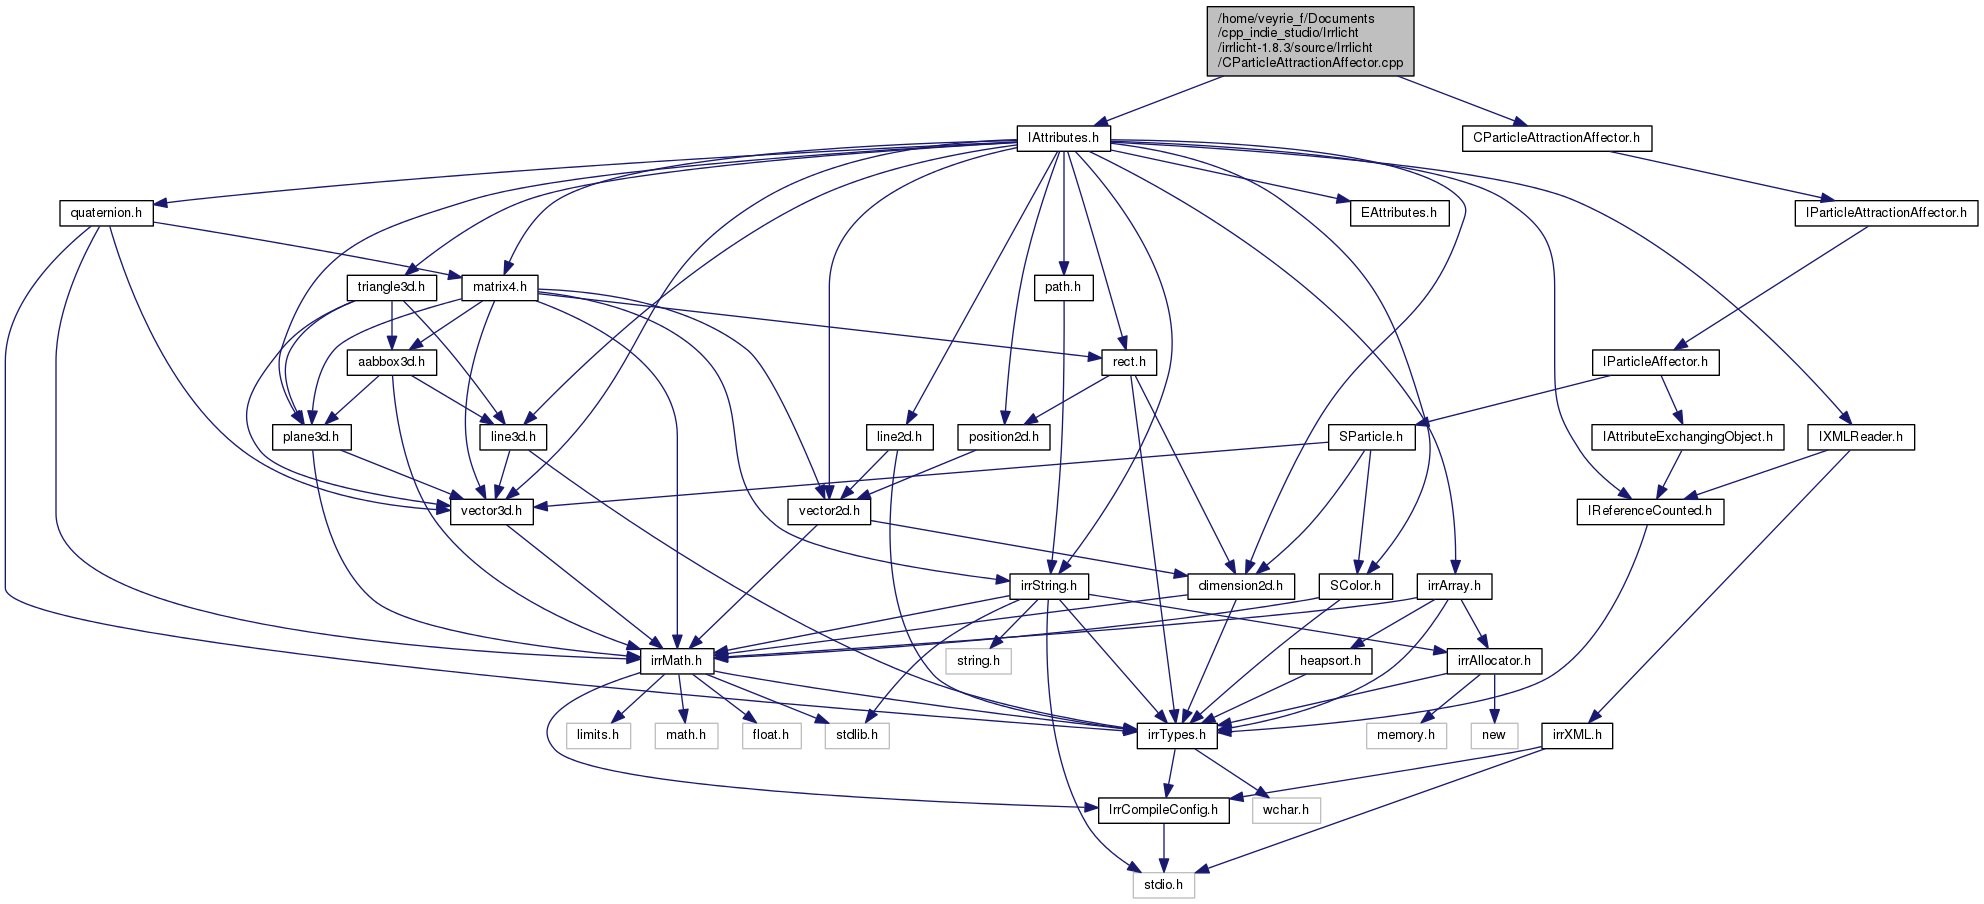 /home/veyrie_f/Documents
/cpp_indie_studio/Irrlicht
/irrlicht-1.8.3/source/Irrlicht
/CParticleAttractionAffector.cpp
IAttributes.h
CParticleAttractionAffector.h
quaternion.h
EAttributes.h
IParticleAttractionAffector.h
triangle3d.h
matrix4.h
path.h
aabbox3d.h
rect.h
IParticleAffector.h
plane3d.h
line3d.h
line2d.h
position2d.h
SParticle.h
IAttributeExchangingObject.h
IXMLReader.h
vector3d.h
vector2d.h
IReferenceCounted.h
irrString.h
dimension2d.h
SColor.h
irrArray.h
irrMath.h
string.h
heapsort.h
irrAllocator.h
limits.h
math.h
float.h
stdlib.h
irrTypes.h
memory.h
new
irrXML.h
IrrCompileConfig.h
wchar.h
stdio.h